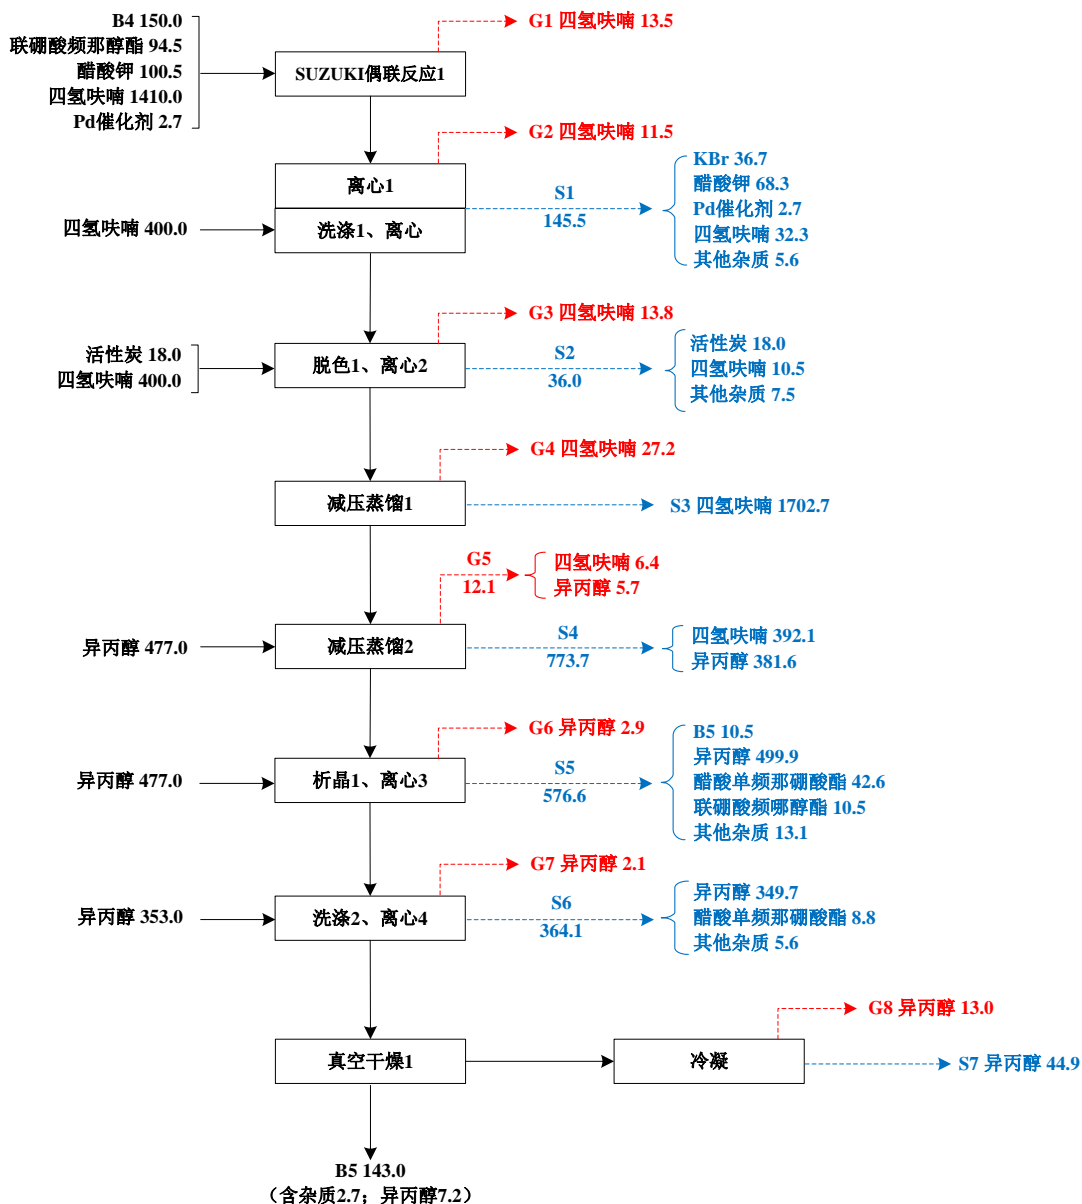 B4 150.0
联硼酸频那醇酯 94.5
醋酸钾 100.5
四氢呋喃 1410.0
Pd催化剂 2.7
G1 四氢呋喃 13.5
SUZUKI偶联反应1
G2 四氢呋喃 11.5
离心1
S1
145.5
KBr 36.7
醋酸钾 68.3
Pd催化剂 2.7
四氢呋喃 32.3
其他杂质 5.6
四氢呋喃 400.0
洗涤1、离心
G3 四氢呋喃 13.8
活性炭 18.0
四氢呋喃 400.0
脱色1、离心2
S2
36.0
活性炭 18.0
四氢呋喃 10.5
其他杂质 7.5
G4 四氢呋喃 27.2
减压蒸馏1
S3 四氢呋喃 1702.7
G5
12.1
四氢呋喃 6.4
异丙醇 5.7
异丙醇 477.0
减压蒸馏2
S4
773.7
四氢呋喃 392.1
异丙醇 381.6
G6 异丙醇 2.9
异丙醇 477.0
析晶1、离心3
S5
576.6
B5 10.5
异丙醇 499.9
醋酸单频那硼酸酯 42.6
联硼酸频哪醇酯 10.5
其他杂质 13.1
G7 异丙醇 2.1
异丙醇 353.0
洗涤2、离心4
S6
364.1
异丙醇 349.7
醋酸单频那硼酸酯 8.8
其他杂质 5.6
G8 异丙醇 13.0
真空干燥1
冷凝
S7 异丙醇 44.9
B5 143.0
（含杂质2.7；异丙醇7.2）